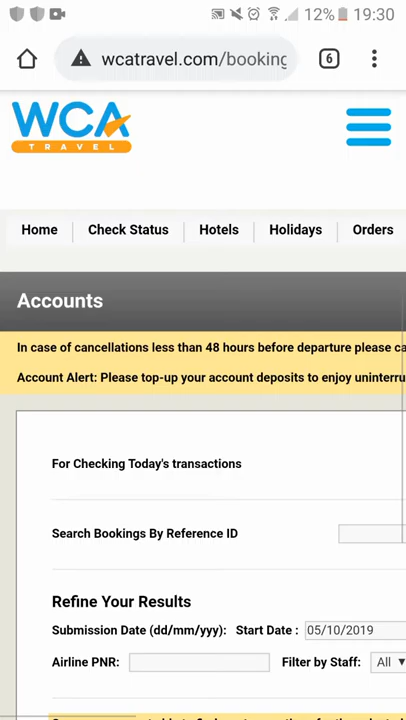 12% 19:30
wcatravel.com/booking
6
WCA
TRAVEL
Home Check Status Hotels Holidays Orders
Accounts
In case of cancellations less than 48 hours before departure please ca
Account Alert: Please top-up your account deposits to enjoy uninterru
For Checking Today's transactions
Search Bookings By Reference ID
Refine Your Results
Submission Date (dd/mm/yyy): Start Date : 05/10/2019
Airline PNR: Filter by Staff: All